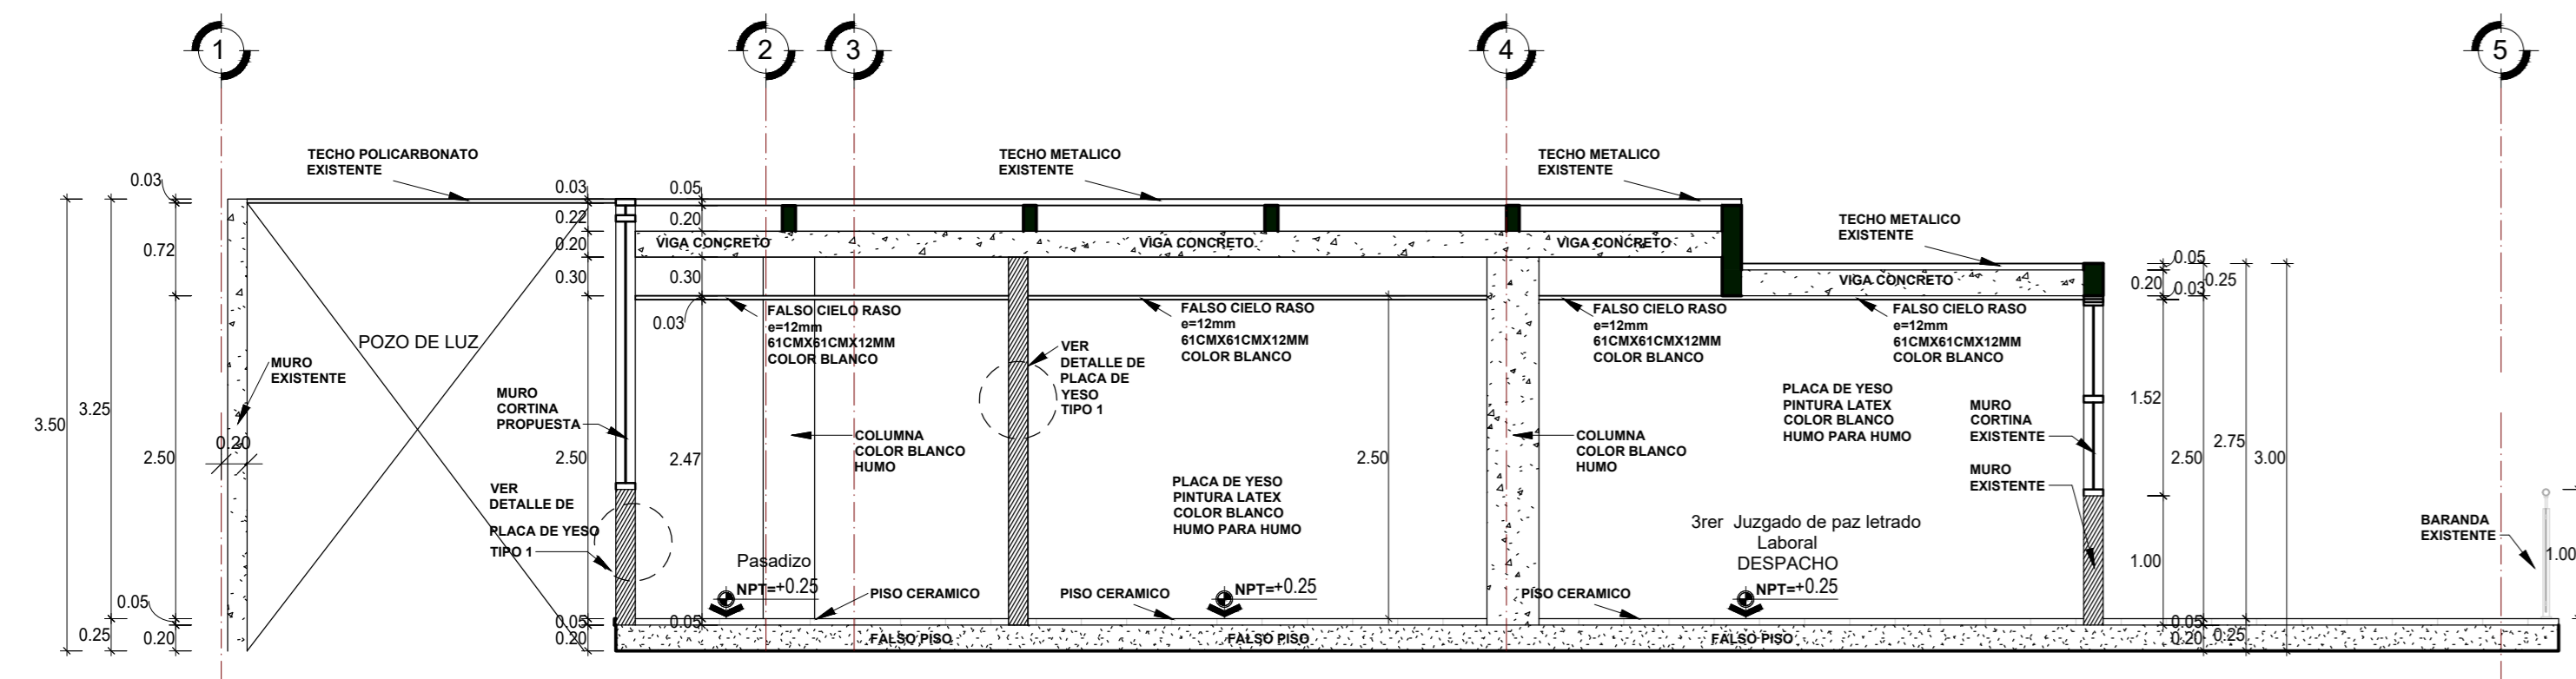 1
2
3
4
5
TECHO POLICARBONATO
EXISTENTE
TECHO METALICO
EXISTENTE
TECHO METALICO
EXISTENTE
TECHO METALICO
EXISTENTE
0.03
0.72
3.50
3.25
2.50
0.05
0.25
0.20
0.20
MURO
EXISTENTE
POZO DE LUZ
0.03
0.22
0.20
0.30
2.50
0.05
0.20
0.05
0.20
0.30
0.03
2.47
0.05
MURO
CORTINA
PROPUESTA
VER
DETALLE DE
PLACA DE YESO
TIPO 1
VIGA CONCRETO
VIGA CONCRETO
VIGA CONCRETO
VIGA CONCRETO
FALSO CIELO RASO
e=12mm
61CMX61CMX12MM
COLOR BLANCO
FALSO CIELO RASO
e=12mm
61CMX61CMX12MM
COLOR BLANCO
FALSO CIELO RASO
e=12mm
61CMX61CMX12MM
COLOR BLANCO
FALSO CIELO RASO
e=12mm
61CMX61CMX12MM
COLOR BLANCO
VER
DETALLE DE
PLACA DE
YESO
TIPO 1
COLUMNA
COLOR BLANCO
HUMO
2.50
COLUMNA
COLOR BLANCO
HUMO
PLACA DE YESO
PINTURA LATEX
COLOR BLANCO
HUMO PARA HUMO
PLACA DE YESO
PINTURA LATEX
COLOR BLANCO
HUMO PARA HUMO
MURO
CORTINA
EXISTENTE
MURO
EXISTENTE
Pasadizo
NPT=+0.25
PISO CERAMICO
PISO CERAMICO
NPT=+0.25
PISO CERAMICO
3rer Juzgado de paz letrado
Laboral
DESPACHO
NPT=+0.25
FALSO PISO
FALSO PISO
FALSO PISO
0.05
0.20
0.25
0.03
1.52
2.50
2.75
3.00
1.00
0.05
0.20
0.25
BARANDA
EXISTENTE
1.00